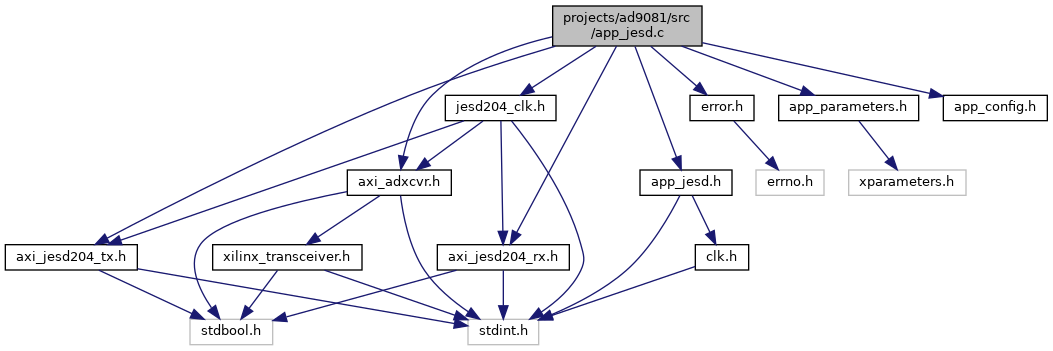 projects/ad9081/src
/app_jesd.c
jesd204_clk.h
error.h
app_parameters.h
app_config.h
axi_adxcvr.h
app_jesd.h
errno.h
xparameters.h
axi_jesd204_tx.h
xilinx_transceiver.h
axi_jesd204_rx.h
clk.h
stdbool.h
stdint.h